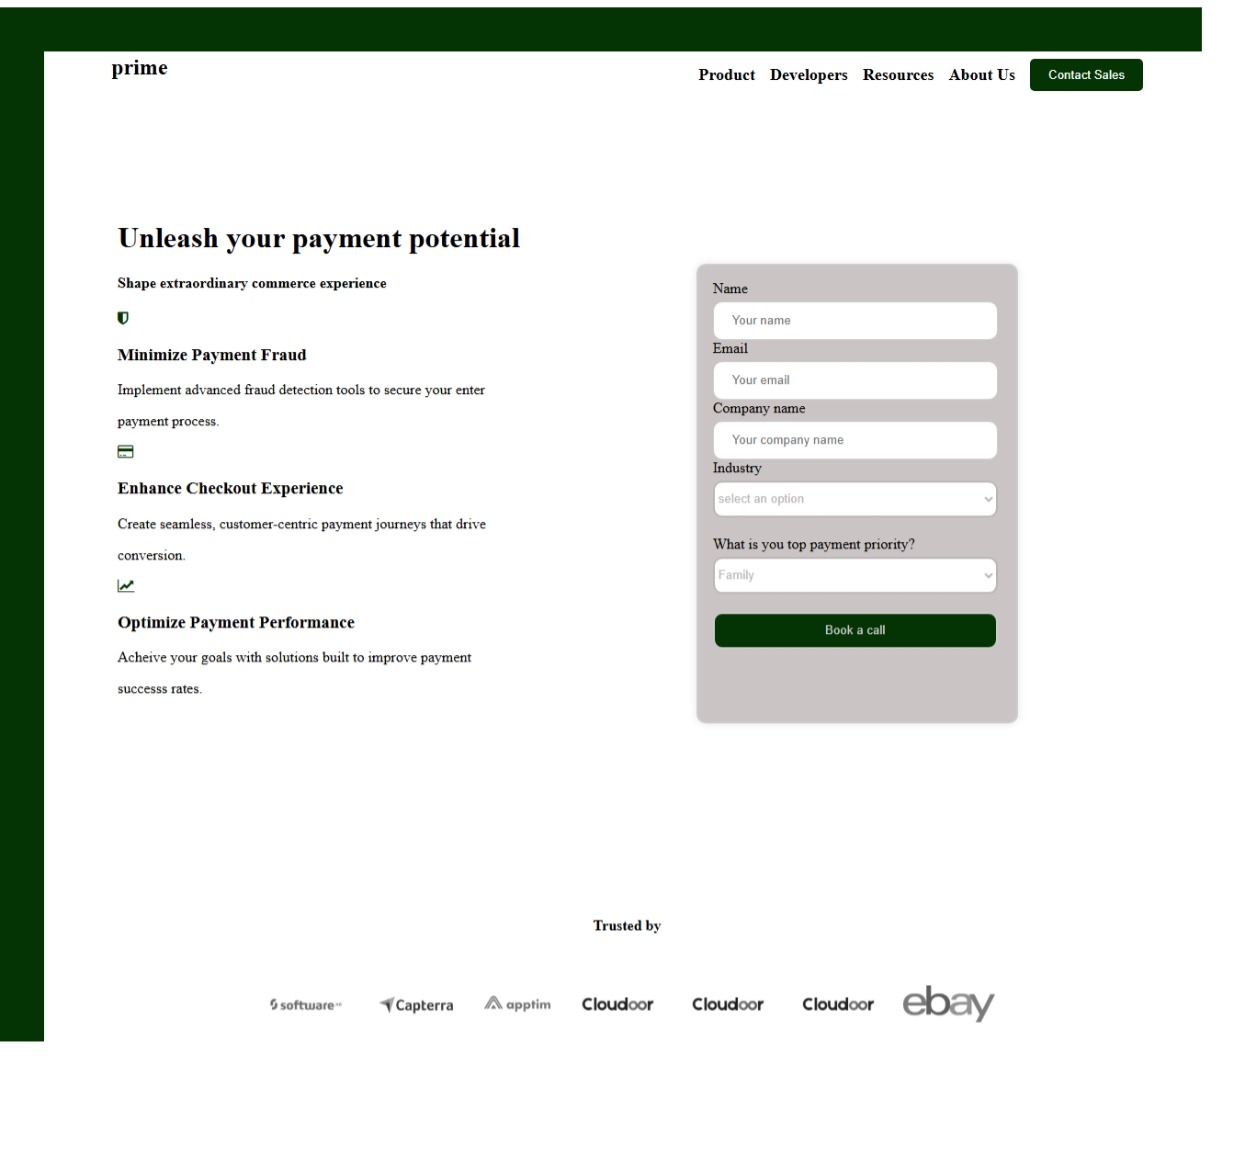 prime
Product Developers Resources About Us Contact Sales
Unleash your payment potential
Shape extraordinary commerce experience
Minimize Payment Fraud
Implement advanced fraud detection tools to secure your enter
payment process.
Enhance Checkout Experience
Create seamless, customer-centric payment journeys that drive
conversion.
Optimize Payment Performance
Acheive your goals with solutions built to improve payment
successs rates.
Name
Your name
Email
Your email
Company name
Your company name
Industry
select an option
What is you top payment priority?
Family
Book a call
Trusted by
software Capterra apptim Cloudoor Cloudoor Cloudoor ebay